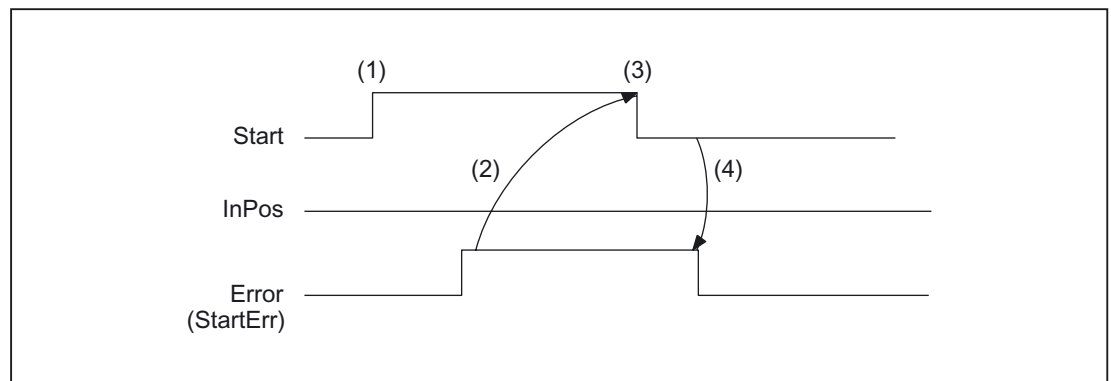 (1)
(3)
Start
(2)
(4)
InPos
Error
(StartErr)